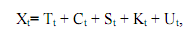 Xt= Tt + Ct + St + Kt + Ut,